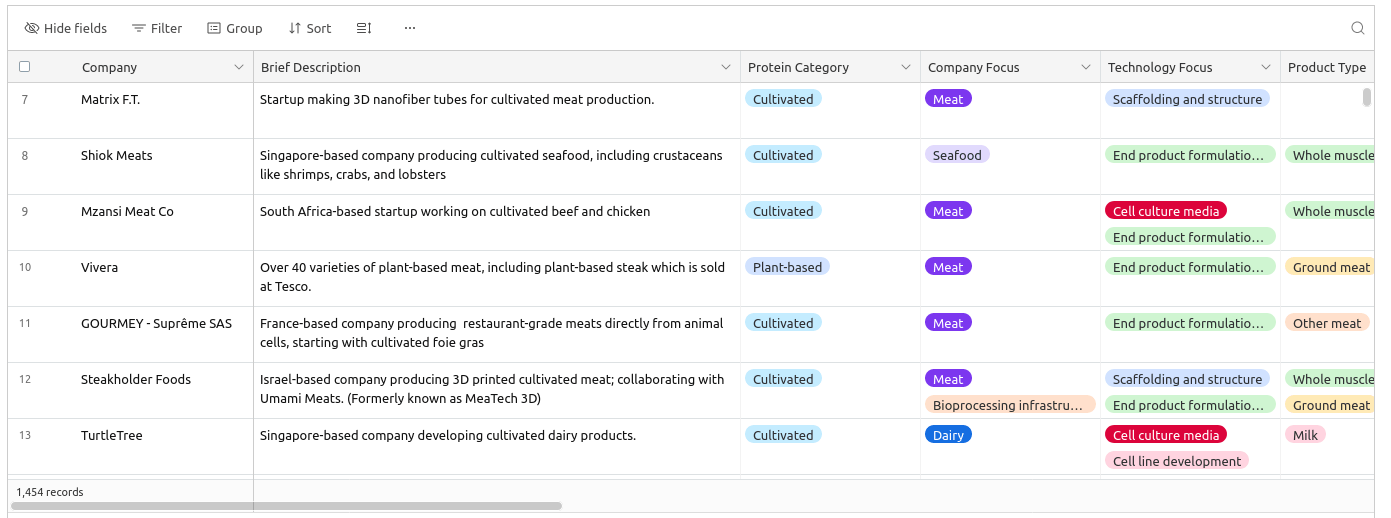 Hide fields Filter Group Sort ...
Company Brief Description Protein Category Company Focus Technology Focus Product Type
7 Matrix F.T. Startup making 3D nanofiber tubes for cultivated meat production. Cultivated Meat Scaffolding and structure
8 Shiok Meats Singapore-based company producing cultivated seafood, including crustaceans Cultivated Seafood End product formulatio... Whole muscle
like shrimps, crabs, and lobsters
9 Mzansi Meat Co South Africa-based startup working on cultivated beef and chicken Cultivated Meat Cell culture media Whole muscle
End product formulatio...
10 Vivera Over 40 varieties of plant-based meat, including plant-based steak which is sold Plant-based Meat End product formulatio... Ground meat
at Tesco.
11 GOURMEY - Suprême SAS France-based company producing  restaurant-grade meats directly from animal Cultivated Meat End product formulatio... Other meat
cells, starting with cultivated foie gras
12 Steakholder Foods Israel-based company producing 3D printed cultivated meat; collaborating with Cultivated Meat Scaffolding and structure Whole muscle
Umami Meats. (Formerly known as MeaTech 3D) Bioprocessing infrastru... End product formulatio... Ground meat
13 TurtleTree Singapore-based company developing cultivated dairy products. Cultivated Dairy Cell culture media Milk
Cell line development
1,454 records